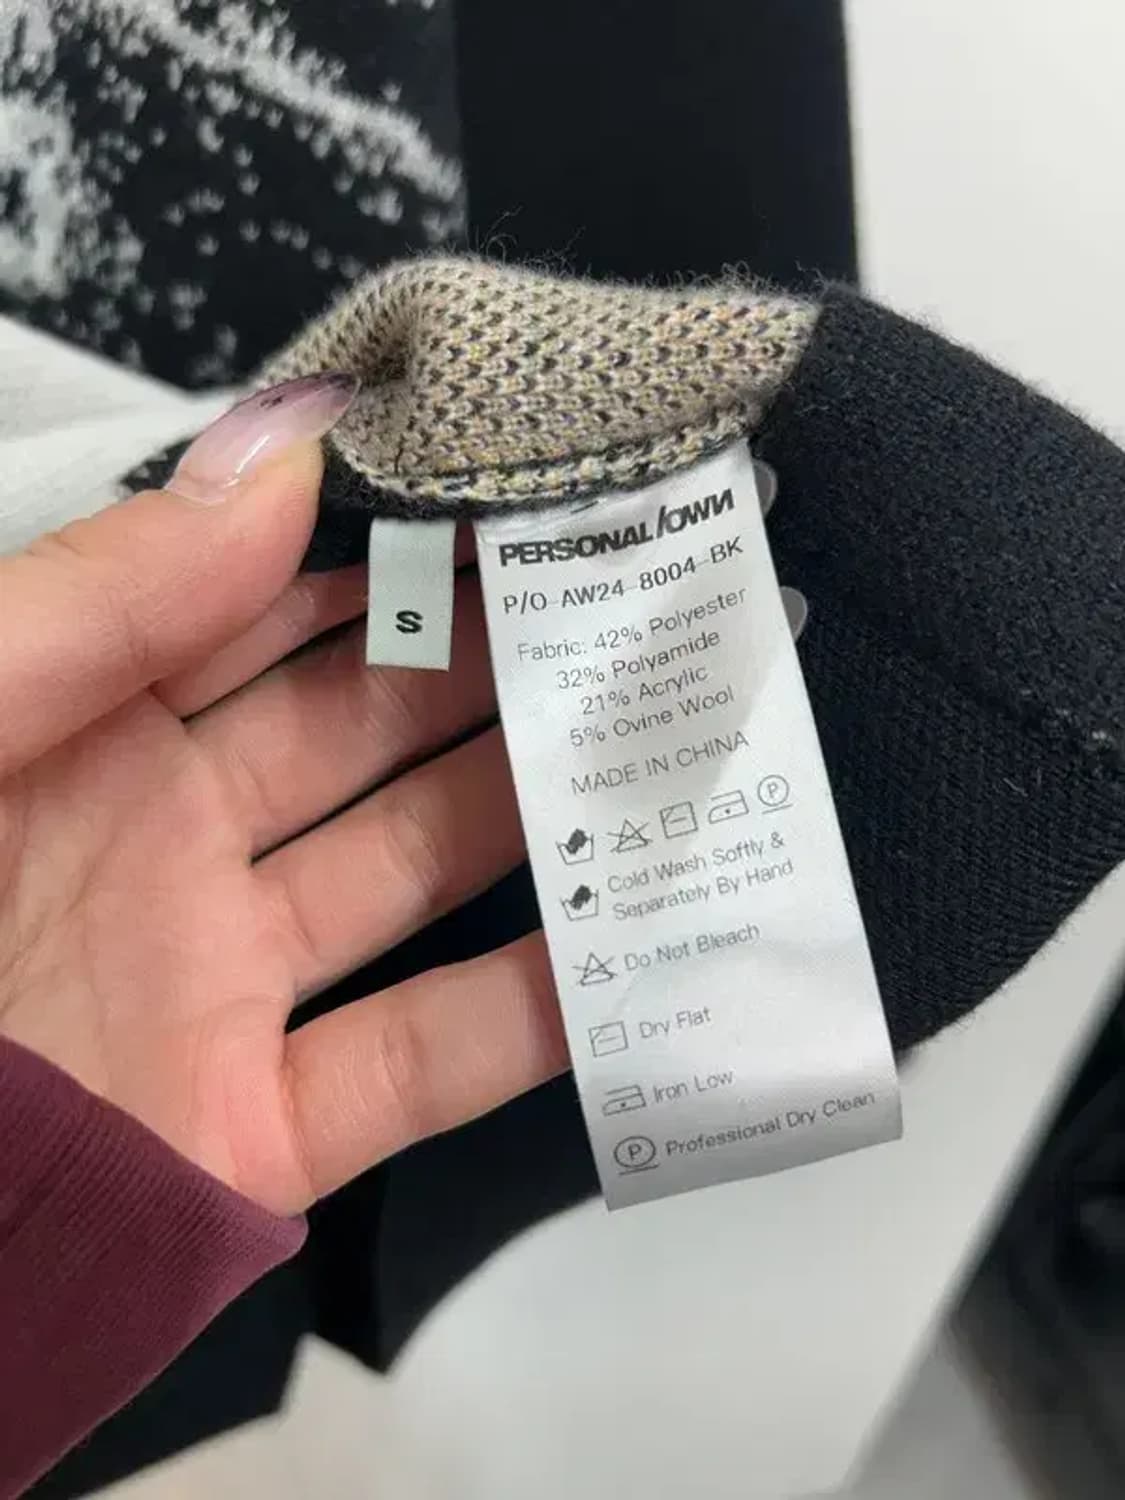 S
PERSONAL/OWN
P/O-AW24-8004-BK
Fabric: 42% Polyester
32% Polyamide
21% Acrylic
5% Ovine Wool
MADE IN CHINA
P
Cold Wash Softly &
Separately By Hand
Do Not Bleach
Dry Flat
Iron Low
P Professional Dry Clean